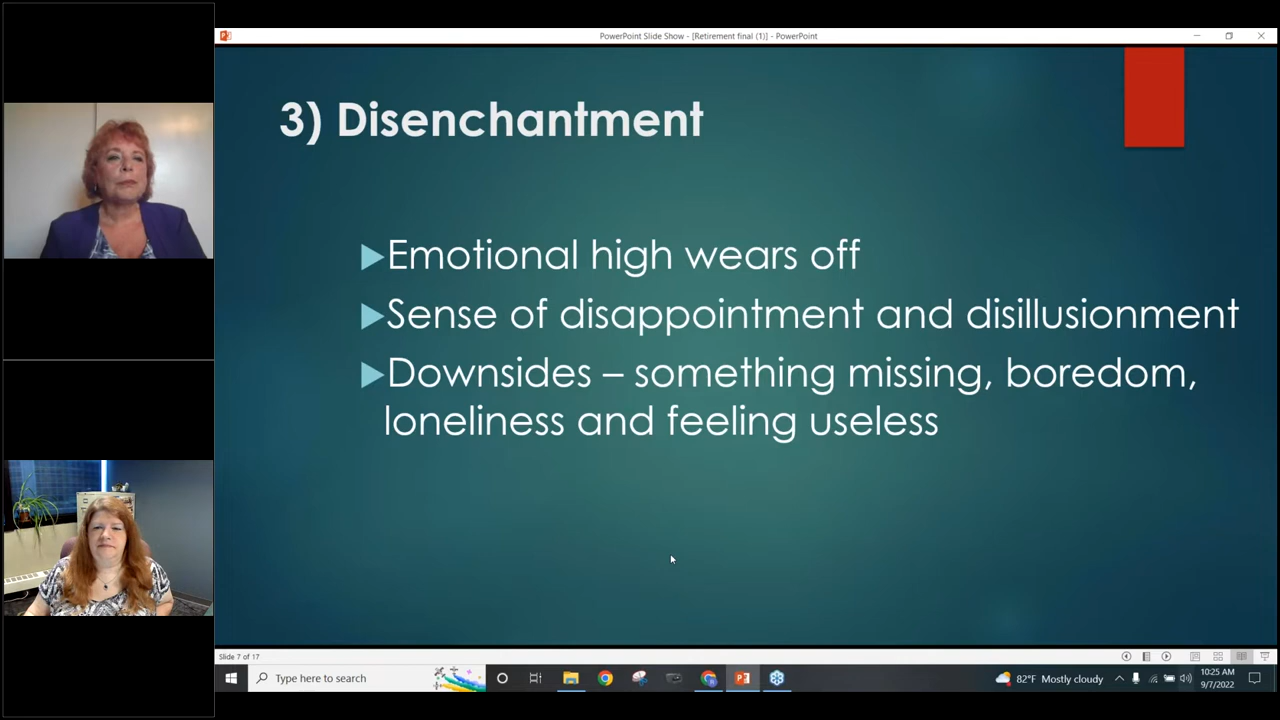 PowerPoint Slide Show - [Retirement final (1)] - PowerPoint
3) Disenchantment
Emotional high wears off
Sense of disappointment and disillusionment
Downsides – something missing, boredom,
loneliness and feeling useless
Slide 7 of 17
Type here to search
82°F Mostly cloudy
10:25 AM
9/7/2022